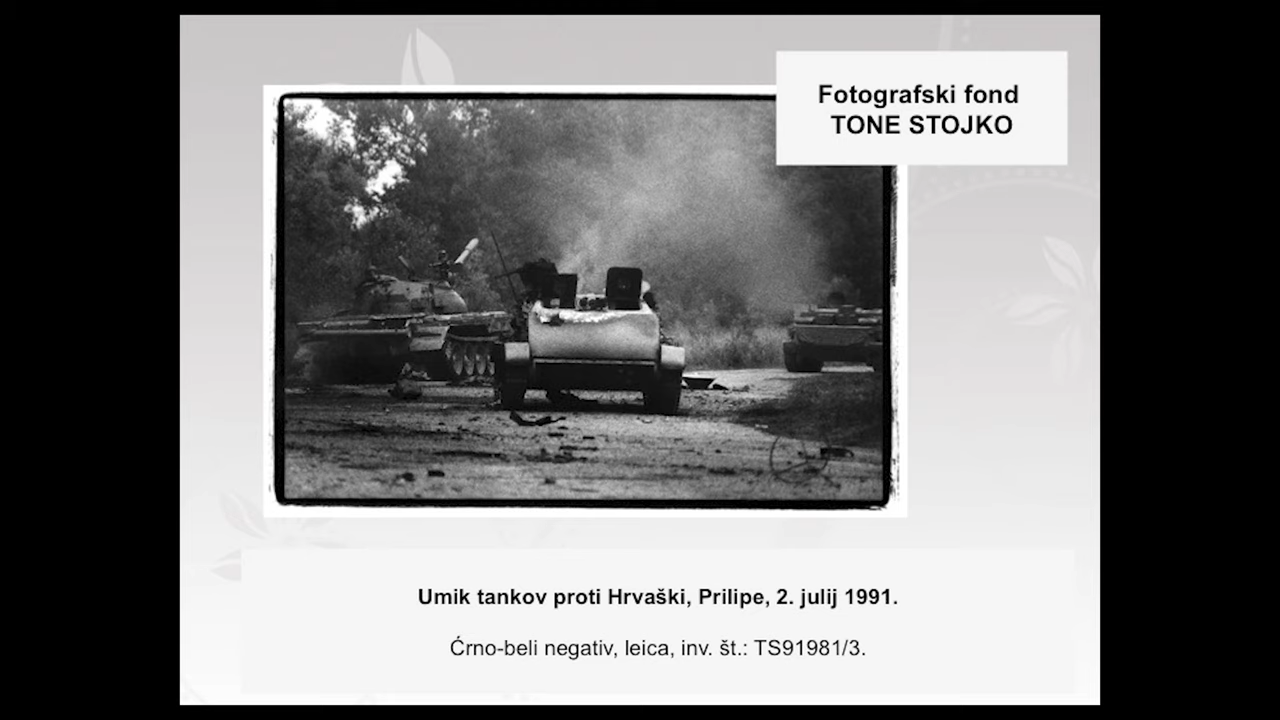 Fotografski fond
TONE STOJKO
Umik tankov proti Hrvaški, Prilipe, 2. julij 1991.
Ćrno-beli negativ, leica, inv. št.: TS91981/3.